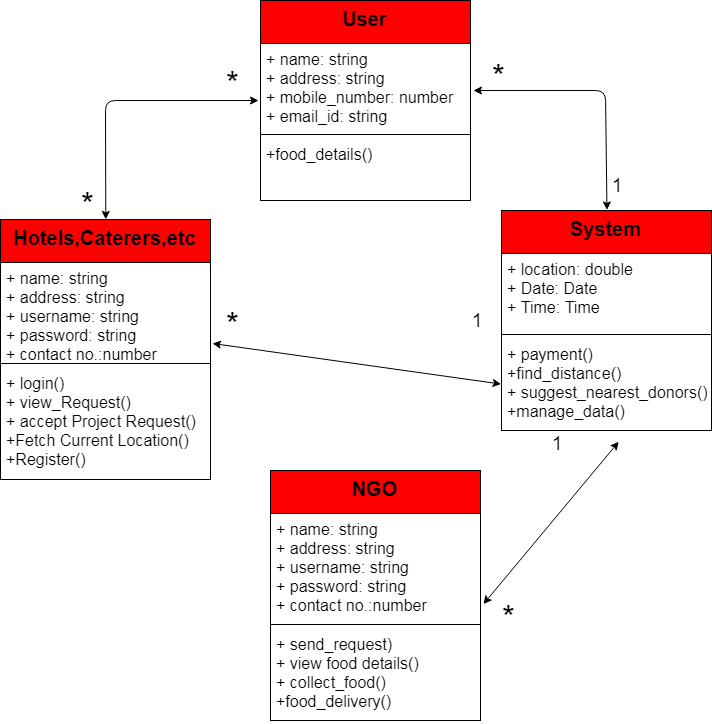 User
+ name: string
+ address: string
+ mobile_number: number
+ email_id: string
+food_details()
*
*
*
1
Hotels,Caterers,etc
+ name: string
+ address: string
+ username: string
+ password: string
+ contact no.:number
+ login()
+ view_Request()
+ accept Project Request()
+Fetch Current Location()
+Register()
*
1
System
+ location: double
+ Date: Date
+ Time: Time
+ payment()
+find_distance()
+ suggest_nearest_donors()
+manage_data()
1
*
NGO
+ name: string
+ address: string
+ username: string
+ password: string
+ contact no.:number
+ send_request)
+ view food details()
+ collect_food()
+food_delivery()